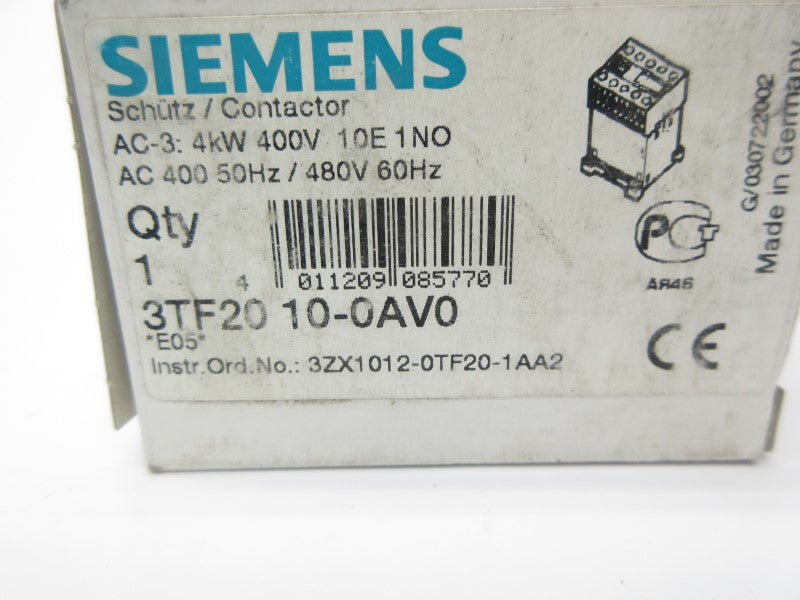 SIEMENS
Schütz / Contactor
AC-3: 4kW 400V 10E 1NO
AC 400 50Hz / 480V 60Hz
Qty
1
4 011209 085770
3TF20 10-0AV0
*E05*
Instr.Ord.No.: 3ZX1012-0TF20-1AA2
PC
AR46
CE
G/030722002
Made in Germany